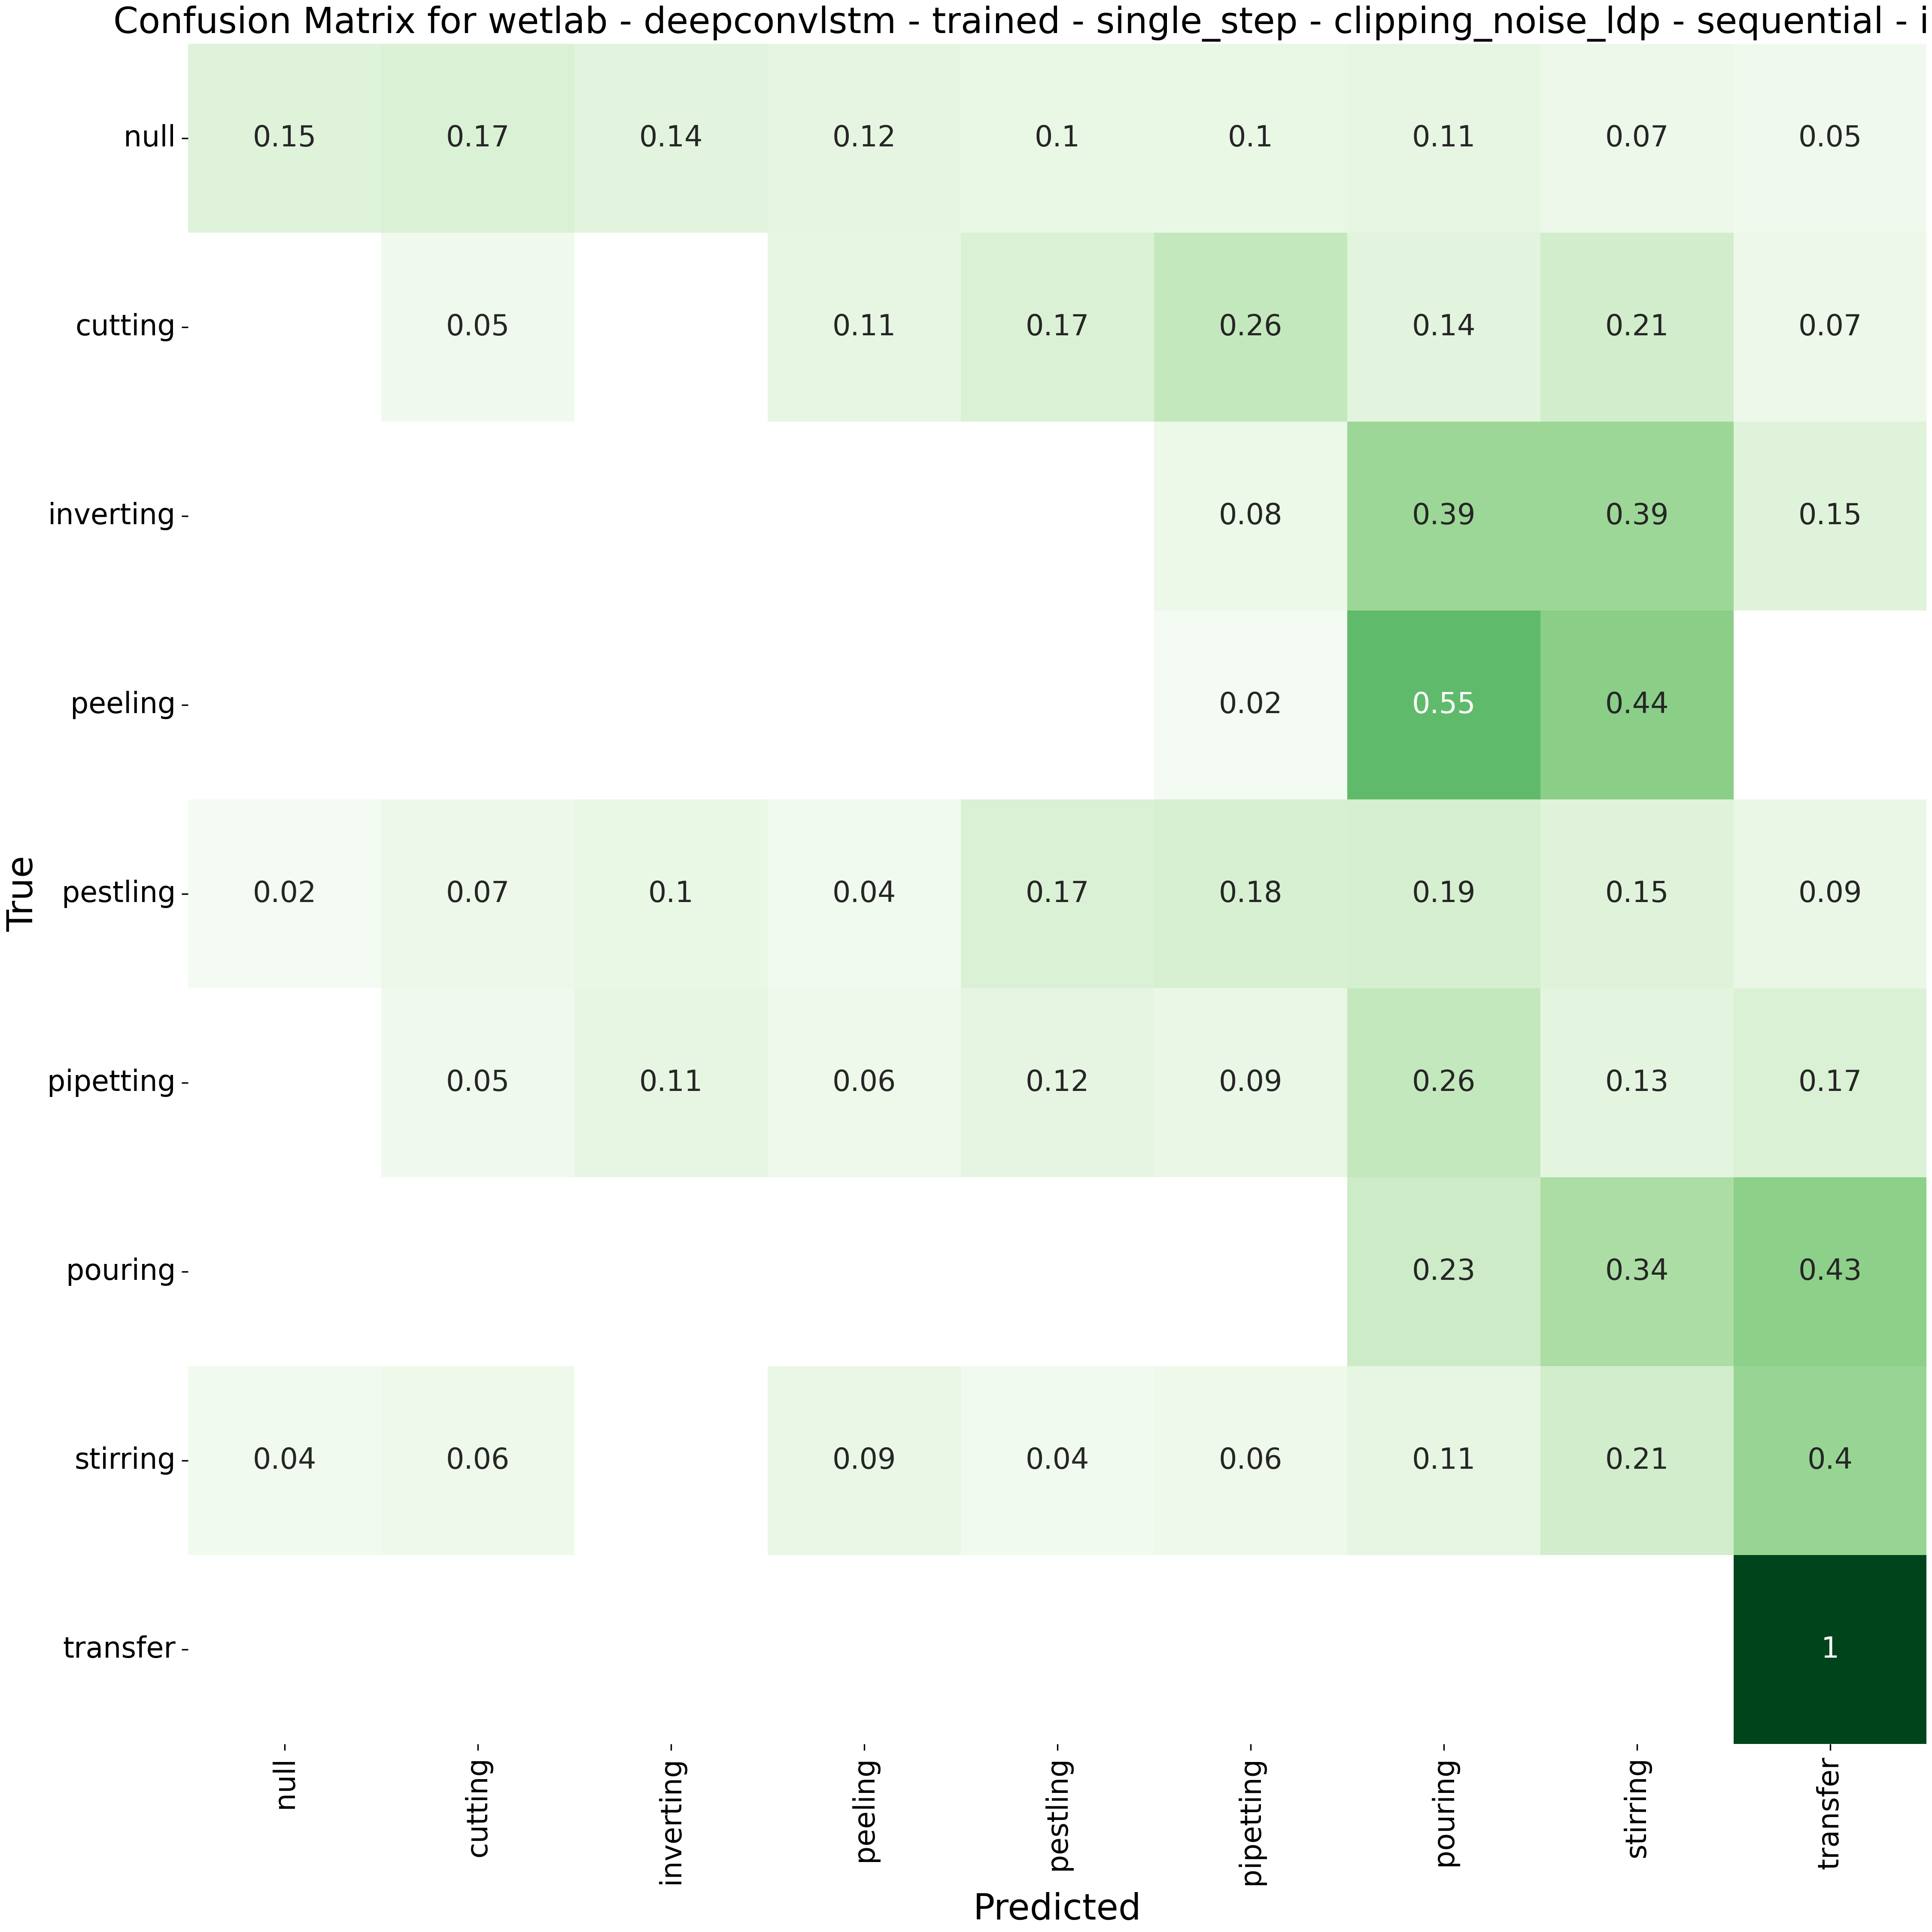 Confusion Matrix for wetlab - deepconvlstm - trained - single_step - clipping_noise_ldp - sequential - i
null 0.15 0.17 0.14 0.12 0.1 0.1 0.11 0.07 0.05
cutting 0.05 0.11 0.17 0.26 0.14 0.21 0.07
inverting 0.08 0.39 0.39 0.15
peeling 0.02 0.55 0.44
pestling 0.02 0.07 0.1 0.04 0.17 0.18 0.19 0.15 0.09
pipetting 0.05 0.11 0.06 0.12 0.09 0.26 0.13 0.17
pouring 0.23 0.34 0.43
stirring 0.04 0.06 0.09 0.04 0.06 0.11 0.21 0.4
transfer 1
True
null cutting inverting peeling pestling pipetting pouring stirring transfer
Predicted